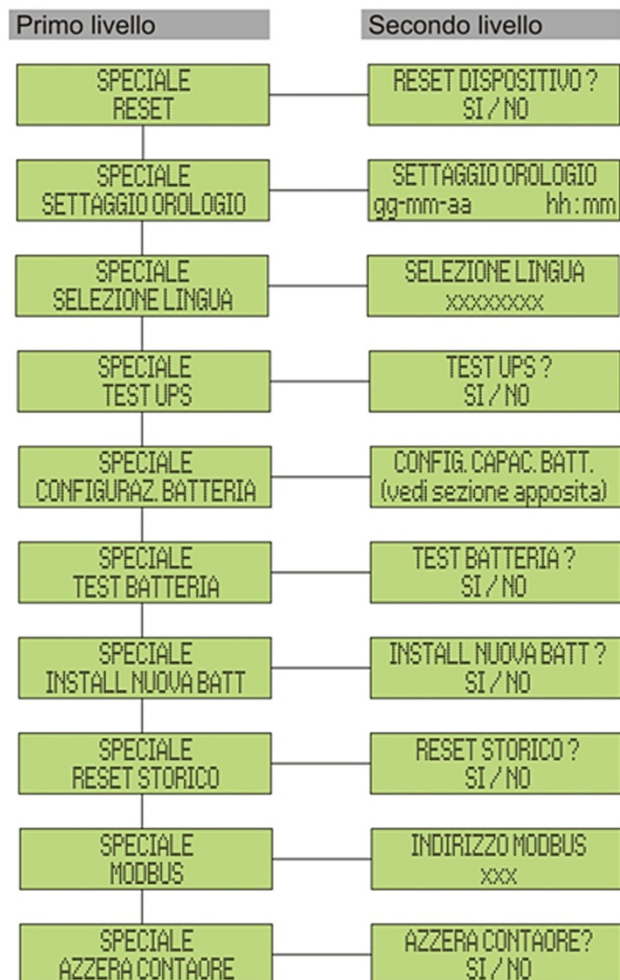 Primo livello
Secondo livello
SPECIALE
RESET
RESET DISPOSITIVO ?
SI / NO
SPECIALE
SETTAGGIO OROLOGIO
SETTAGGIO OROLOGIO
gg-mm-aa hh:mm
SPECIALE
SELEZIONE LINGUA
SELEZIONE LINGUA
xxxxxxxx
SPECIALE
TEST UPS
TEST UPS ?
SI / NO
SPECIALE
CONFIGURAZ. BATTERIA
CONFIG. CAPAC. BATT.
(vedi sezione apposita)
SPECIALE
TEST BATTERIA
TEST BATTERIA ?
SI / NO
SPECIALE
INSTALL NUOVA BATT
INSTALL NUOVA BATT ?
SI / NO
SPECIALE
RESET STORICO
RESET STORICO ?
SI / NO
SPECIALE
MODBUS
INDIRIZZO MODBUS
xxx
SPECIALE
AZZERA CONTAORE
AZZERA CONTAORE?
SI / NO